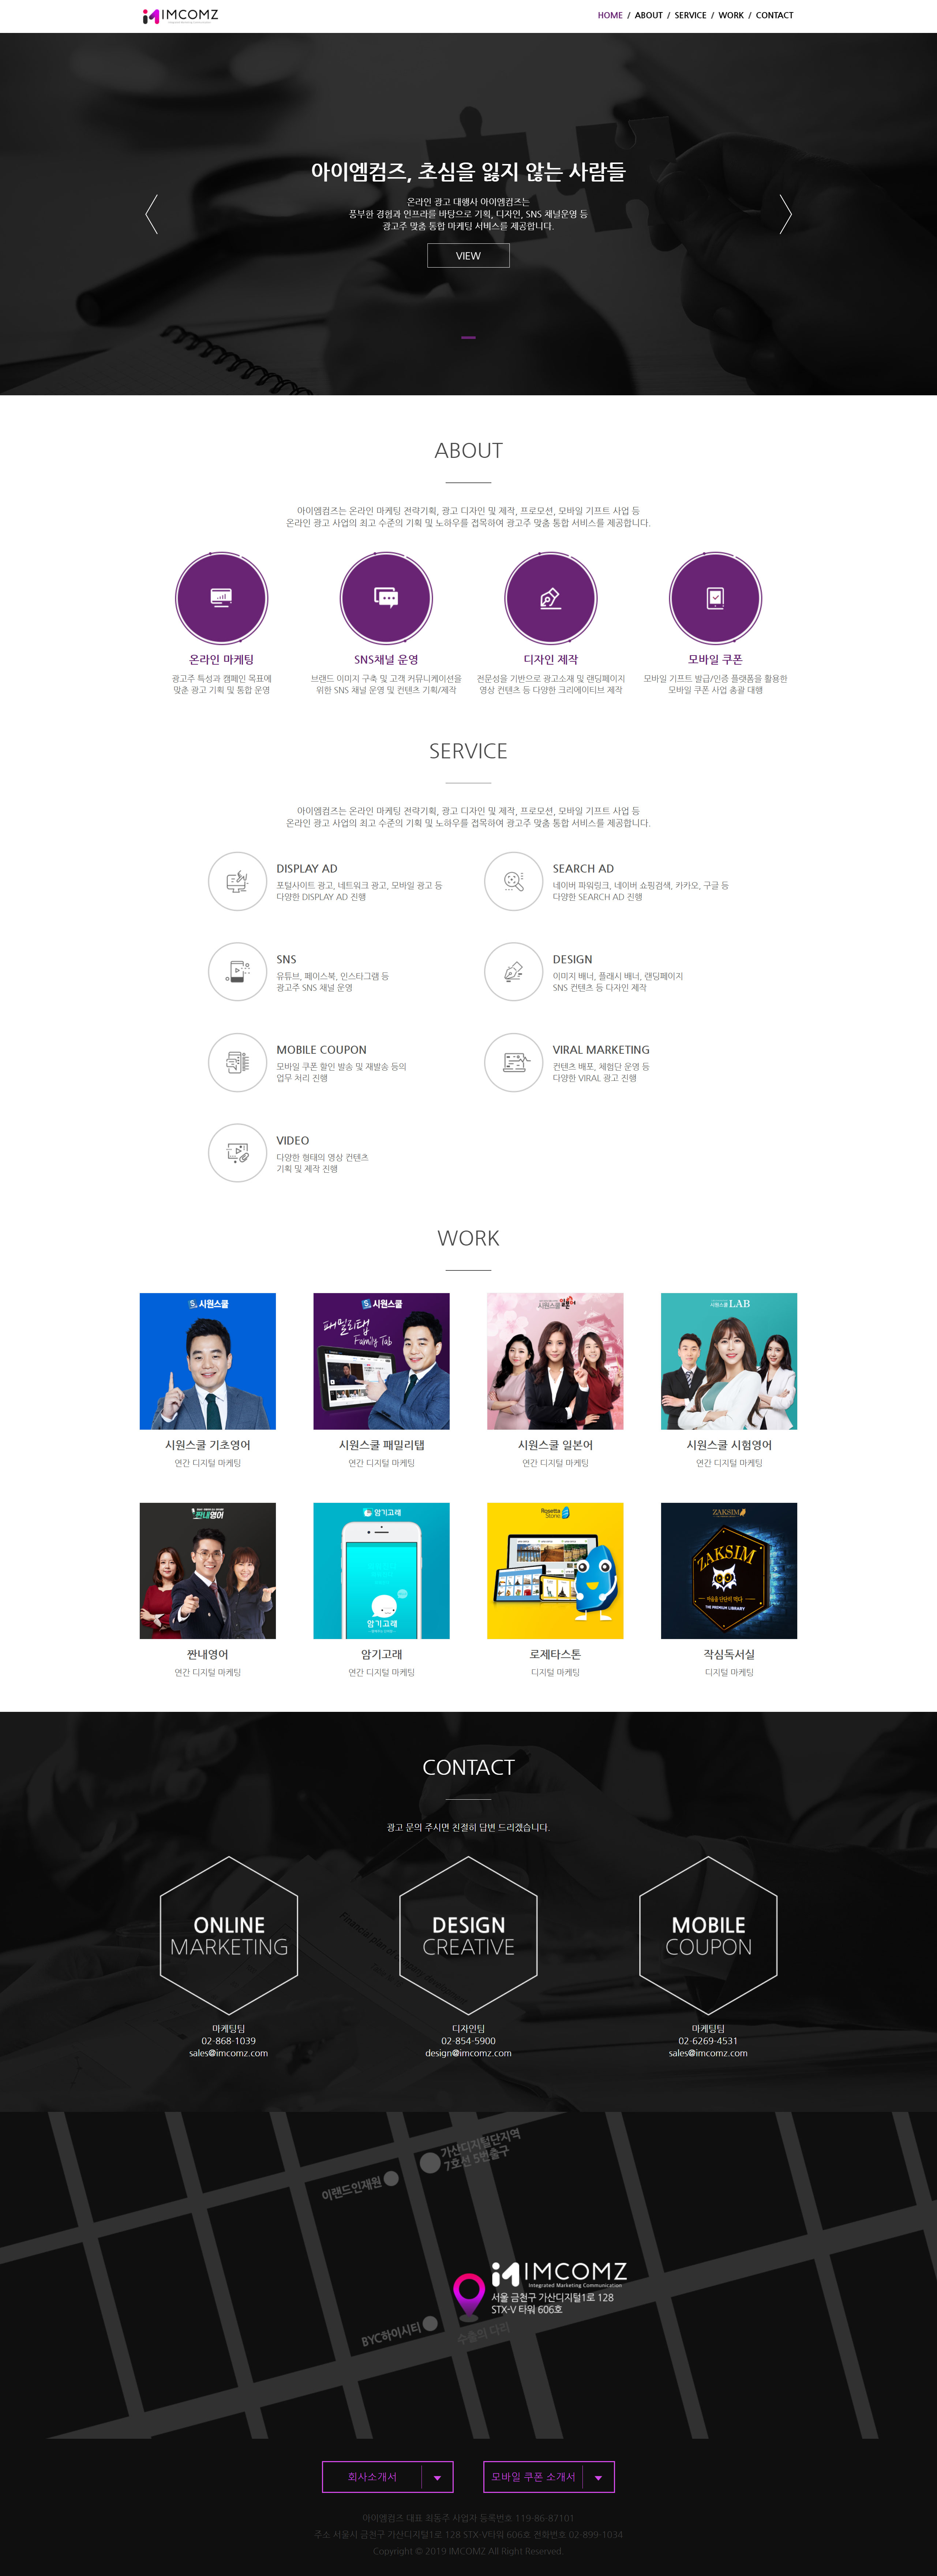 IMCOMZ
HOME / ABOUT / SERVICE / WORK / CONTACT
아이엠컴즈, 초심을 잃지 않는 사람들
온라인 광고 대행사 아이엠컴즈는
풍부한 경험과 인프라를 바탕으로 기획, 디자인, SNS 채널운영 등
광고주 맞춤 통합 마케팅 서비스를 제공합니다.
VIEW
ABOUT
아이엠컴즈는 온라인 마케팅 전략기획, 광고 디자인 및 제작, 프로모션, 모바일 기프트 사업 등
온라인 광고 사업의 최고 수준의 기획 및 노하우를 접목하여 광고주 맞춤 통합 서비스를 제공합니다.
온라인 마케팅
광고주 특성과 캠페인 목표에
맞춘 광고 기획 및 통합 운영
SNS채널 운영
브랜드 이미지 구축 및 고객 커뮤니케이션을
위한 SNS 채널 운영 및 컨텐츠 기획/제작
디자인 제작
전문성을 기반으로 광고소재 및 랜딩페이지
영상 컨텐츠 등 다양한 크리에이티브 제작
모바일 쿠폰
모바일 기프트 발급/인증 플랫폼을 활용한
모바일 쿠폰 사업 총괄 대행
SERVICE
아이엠컴즈는 온라인 마케팅 전략기획, 광고 디자인 및 제작, 프로모션, 모바일 기프트 사업 등
온라인 광고 사업의 최고 수준의 기획 및 노하우를 접목하여 광고주 맞춤 통합 서비스를 제공합니다.
DISPLAY AD
포털사이트 광고, 네트워크 광고, 모바일 광고 등
다양한 DISPLAY AD 진행
SEARCH AD
네이버 파워링크, 네이버 쇼핑검색, 카카오, 구글 등
다양한 SEARCH AD 진행
SNS
유튜브, 페이스북, 인스타그램 등
광고주 SNS 채널 운영
DESIGN
이미지 배너, 플래시 배너, 랜딩페이지
SNS 컨텐츠 등 디자인 제작
MOBILE COUPON
모바일 쿠폰 할인 발송 및 재발송 등의
업무 처리 진행
VIRAL MARKETING
컨텐츠 배포, 체험단 운영 등
다양한 VIRAL 광고 진행
VIDEO
다양한 형태의 영상 컨텐츠
기획 및 제작 진행
WORK
시원스쿨
시원스쿨 기초영어
연간 디지털 마케팅
시원스쿨
패밀리탭
Family Tab
시원스쿨 패밀리탭
연간 디지털 마케팅
시원스쿨 일본어
시원스쿨 일본어
연간 디지털 마케팅
시원스쿨 LAB
시원스쿨 시험영어
연간 디지털 마케팅
짠내영어
짠내영어
연간 디지털 마케팅
암기고래
암기고래
암기고래
연간 디지털 마케팅
Rosetta
Stone
로제타스톤
디지털 마케팅
ZAKSIM
ZAKSIM
THE PREMIUM LIBRARY
작심독서실
디지털 마케팅
CONTACT
광고 문의 주시면 친절히 답변 드리겠습니다.
ONLINE
MARKETING
마케팅팀
02-868-1039
sales@imcomz.com
DESIGN
CREATIVE
디자인팀
02-854-5900
design@imcomz.com
MOBILE
COUPON
마케팅팀
02-6269-4531
sales@imcomz.com
가산디지털단지역
7호선 5번출구
이랜드인재원
IMCOMZ
Integrated Marketing Communication
서울 금천구 가산디지털1로 128
STX-V 타워 606호
BYC하이시티
수출의 다리
회사소개서
모바일 쿠폰 소개서
아이엠컴즈 대표.최동주 사업자 등록번호.119-86-87101
주소.서울시 금천구 가산디지털1로 128 STX-V타워 606호 전화번호.02-899-1034
Copyright © 2019 IMCOMZ All Right Reserved.